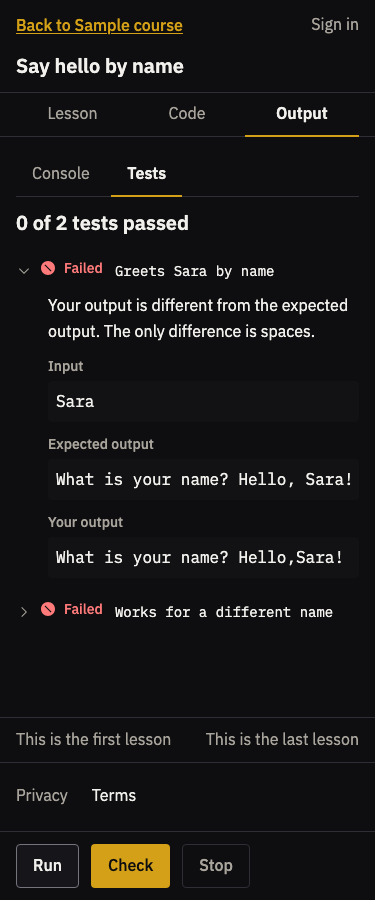 Back to Sample course
Sign in
Say hello by name
Lesson
Code
Output
Console
Tests
0 of 2 tests passed
Failed Greets Sara by name
Your output is different from the expected
output. The only difference is spaces.
Input
Sara
Expected output
What is your name? Hello, Sara!
Your output
What is your name? Hello,Sara!
Failed Works for a different name
This is the first lesson
This is the last lesson
Privacy
Terms
Run
Check
Stop